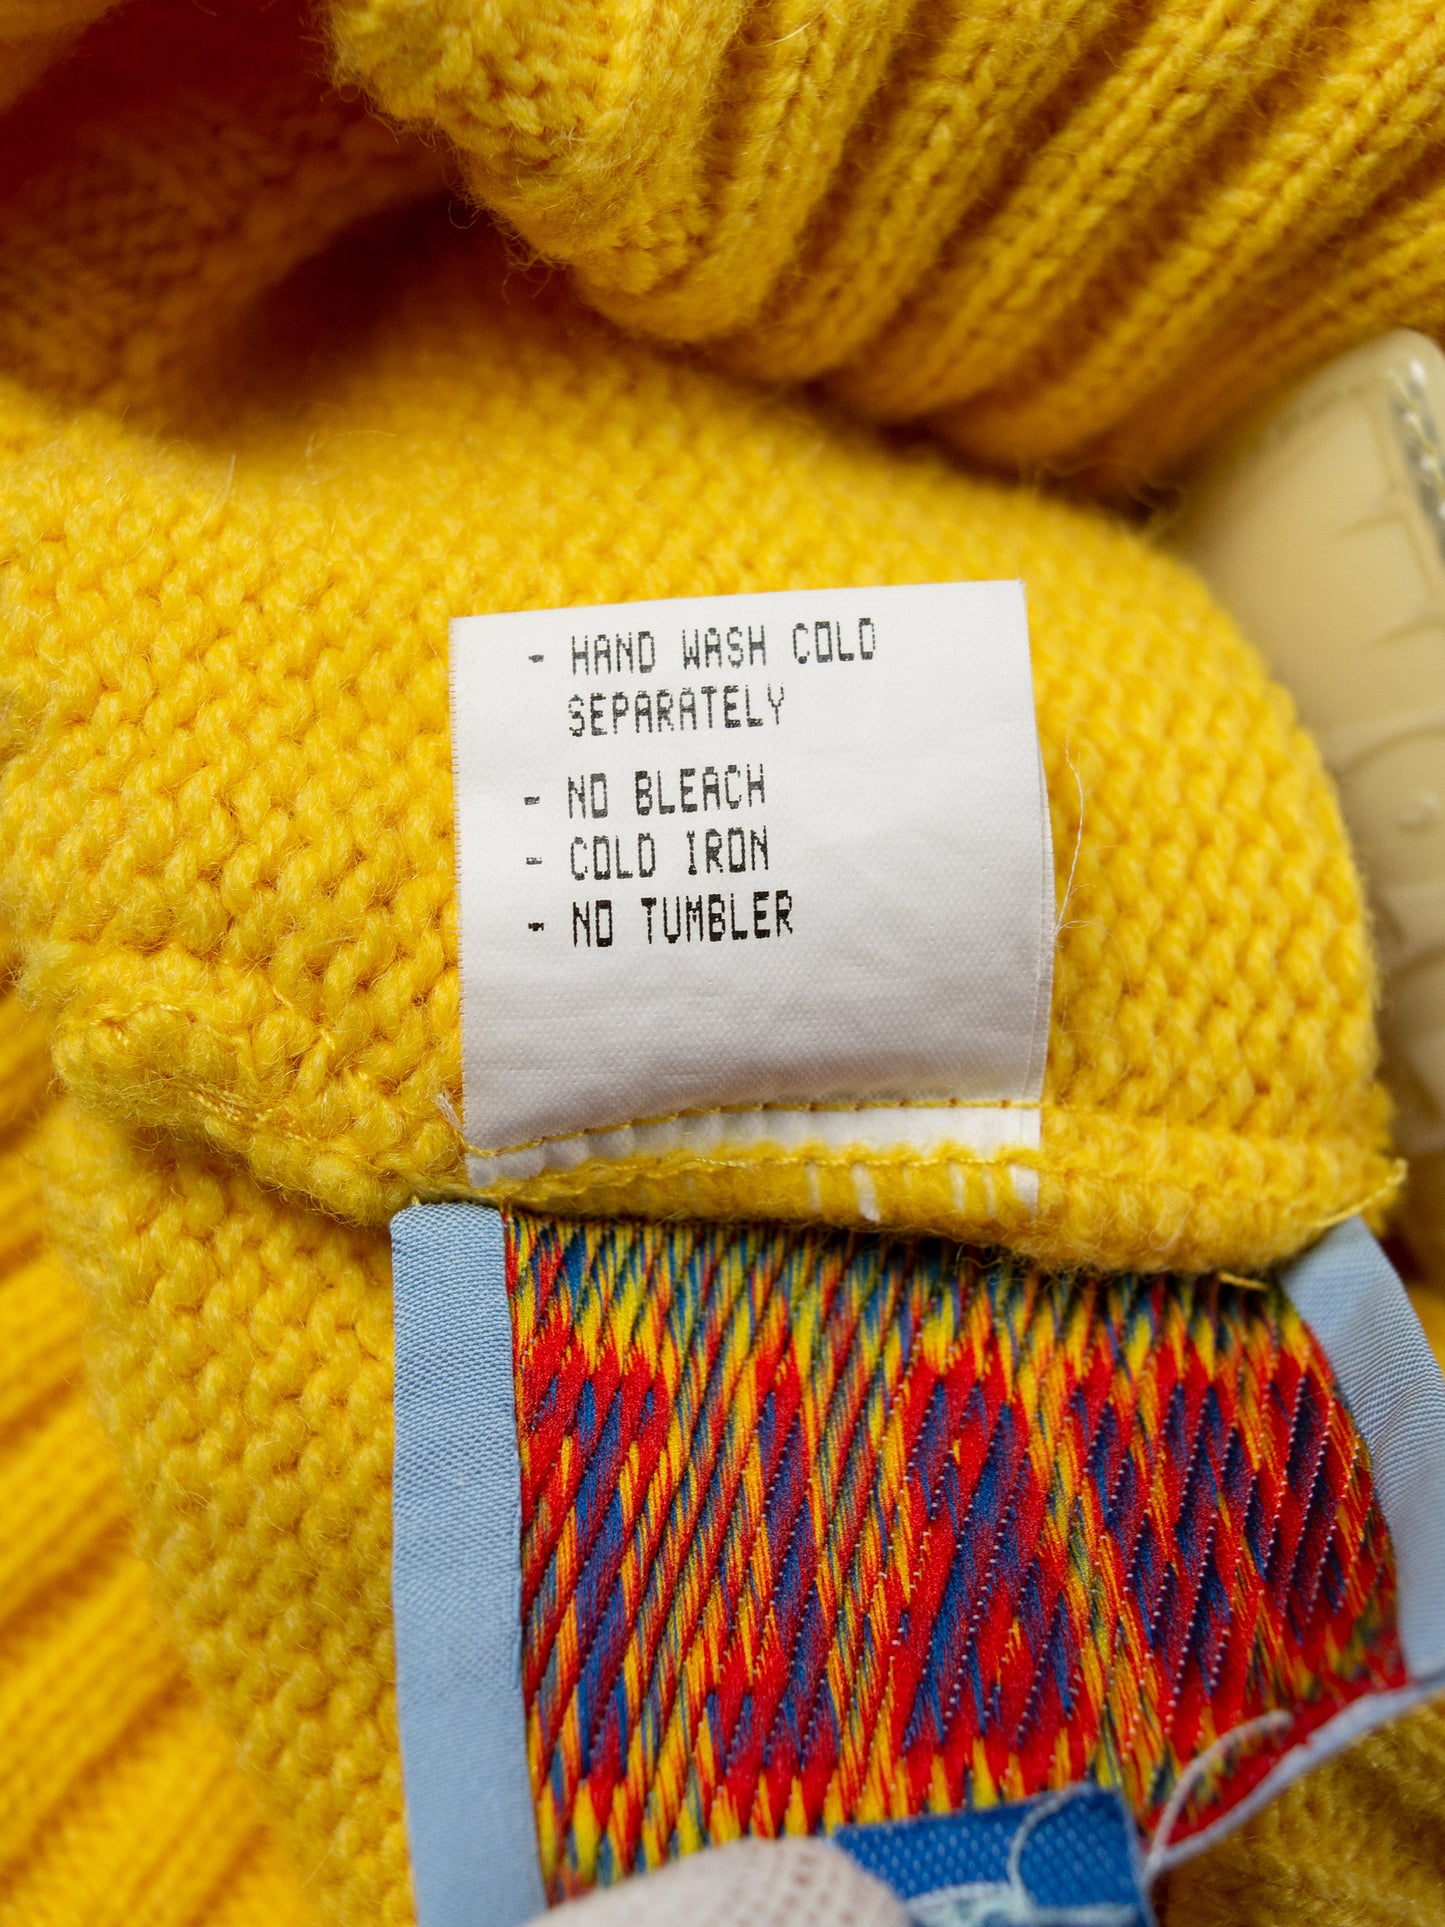 - HAND WASH COLD
SEPARATELY
- NO BLEACH
- COLD IRON
- NO TUMBLER